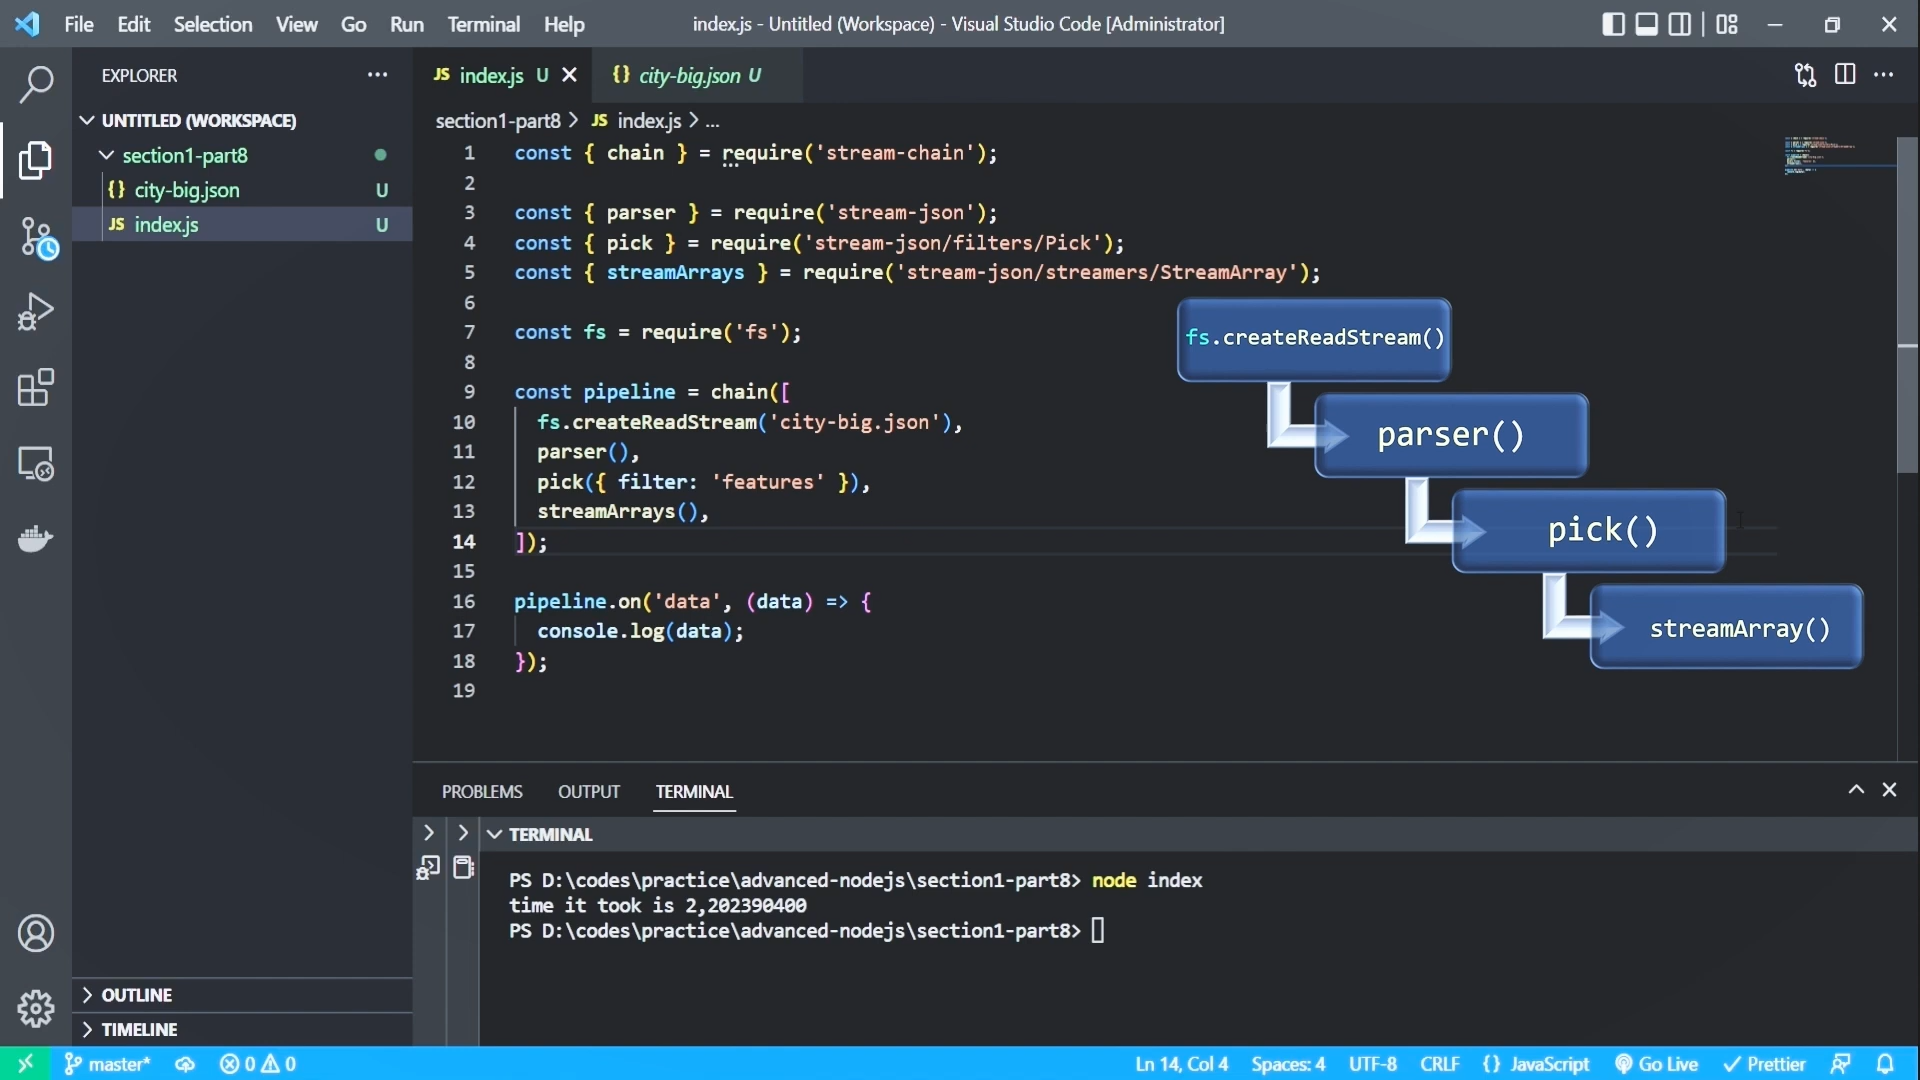 File Edit Selection View Go Run Terminal Help index.js - Untitled (Workspace) - Visual Studio Code [Administrator]
EXPLORER
UNTITLED (WORKSPACE)
section1-part8
{} city-big.json U
JS index.js U
OUTLINE
TIMELINE
JS index.js U
{} city-big.json U
section1-part8 > JS index.js > ...
1 const { chain } = require('stream-chain');
2
3 const { parser } = require('stream-json');
4 const { pick } = require('stream-json/filters/Pick');
5 const { streamArrays } = require('stream-json/streamers/StreamArray');
6
7 const fs = require('fs');
8
9 const pipeline = chain([
10 fs.createReadStream('city-big.json'),
11 parser(),
12 pick({ filter: 'features' }),
13 streamArrays(),
14 ]);
15
16 pipeline.on('data', (data) => {
17 console.log(data);
18 });
19
fs.createReadStream()
parser()
pick()
streamArray()
PROBLEMS OUTPUT TERMINAL
TERMINAL
PS D:\codes\practice\advanced-nodejs\section1-part8> node index
time it took is 2,202390400
PS D:\codes\practice\advanced-nodejs\section1-part8>
master* 0 0 Ln 14, Col 4 Spaces: 4 UTF-8 CRLF {} JavaScript Go Live Prettier